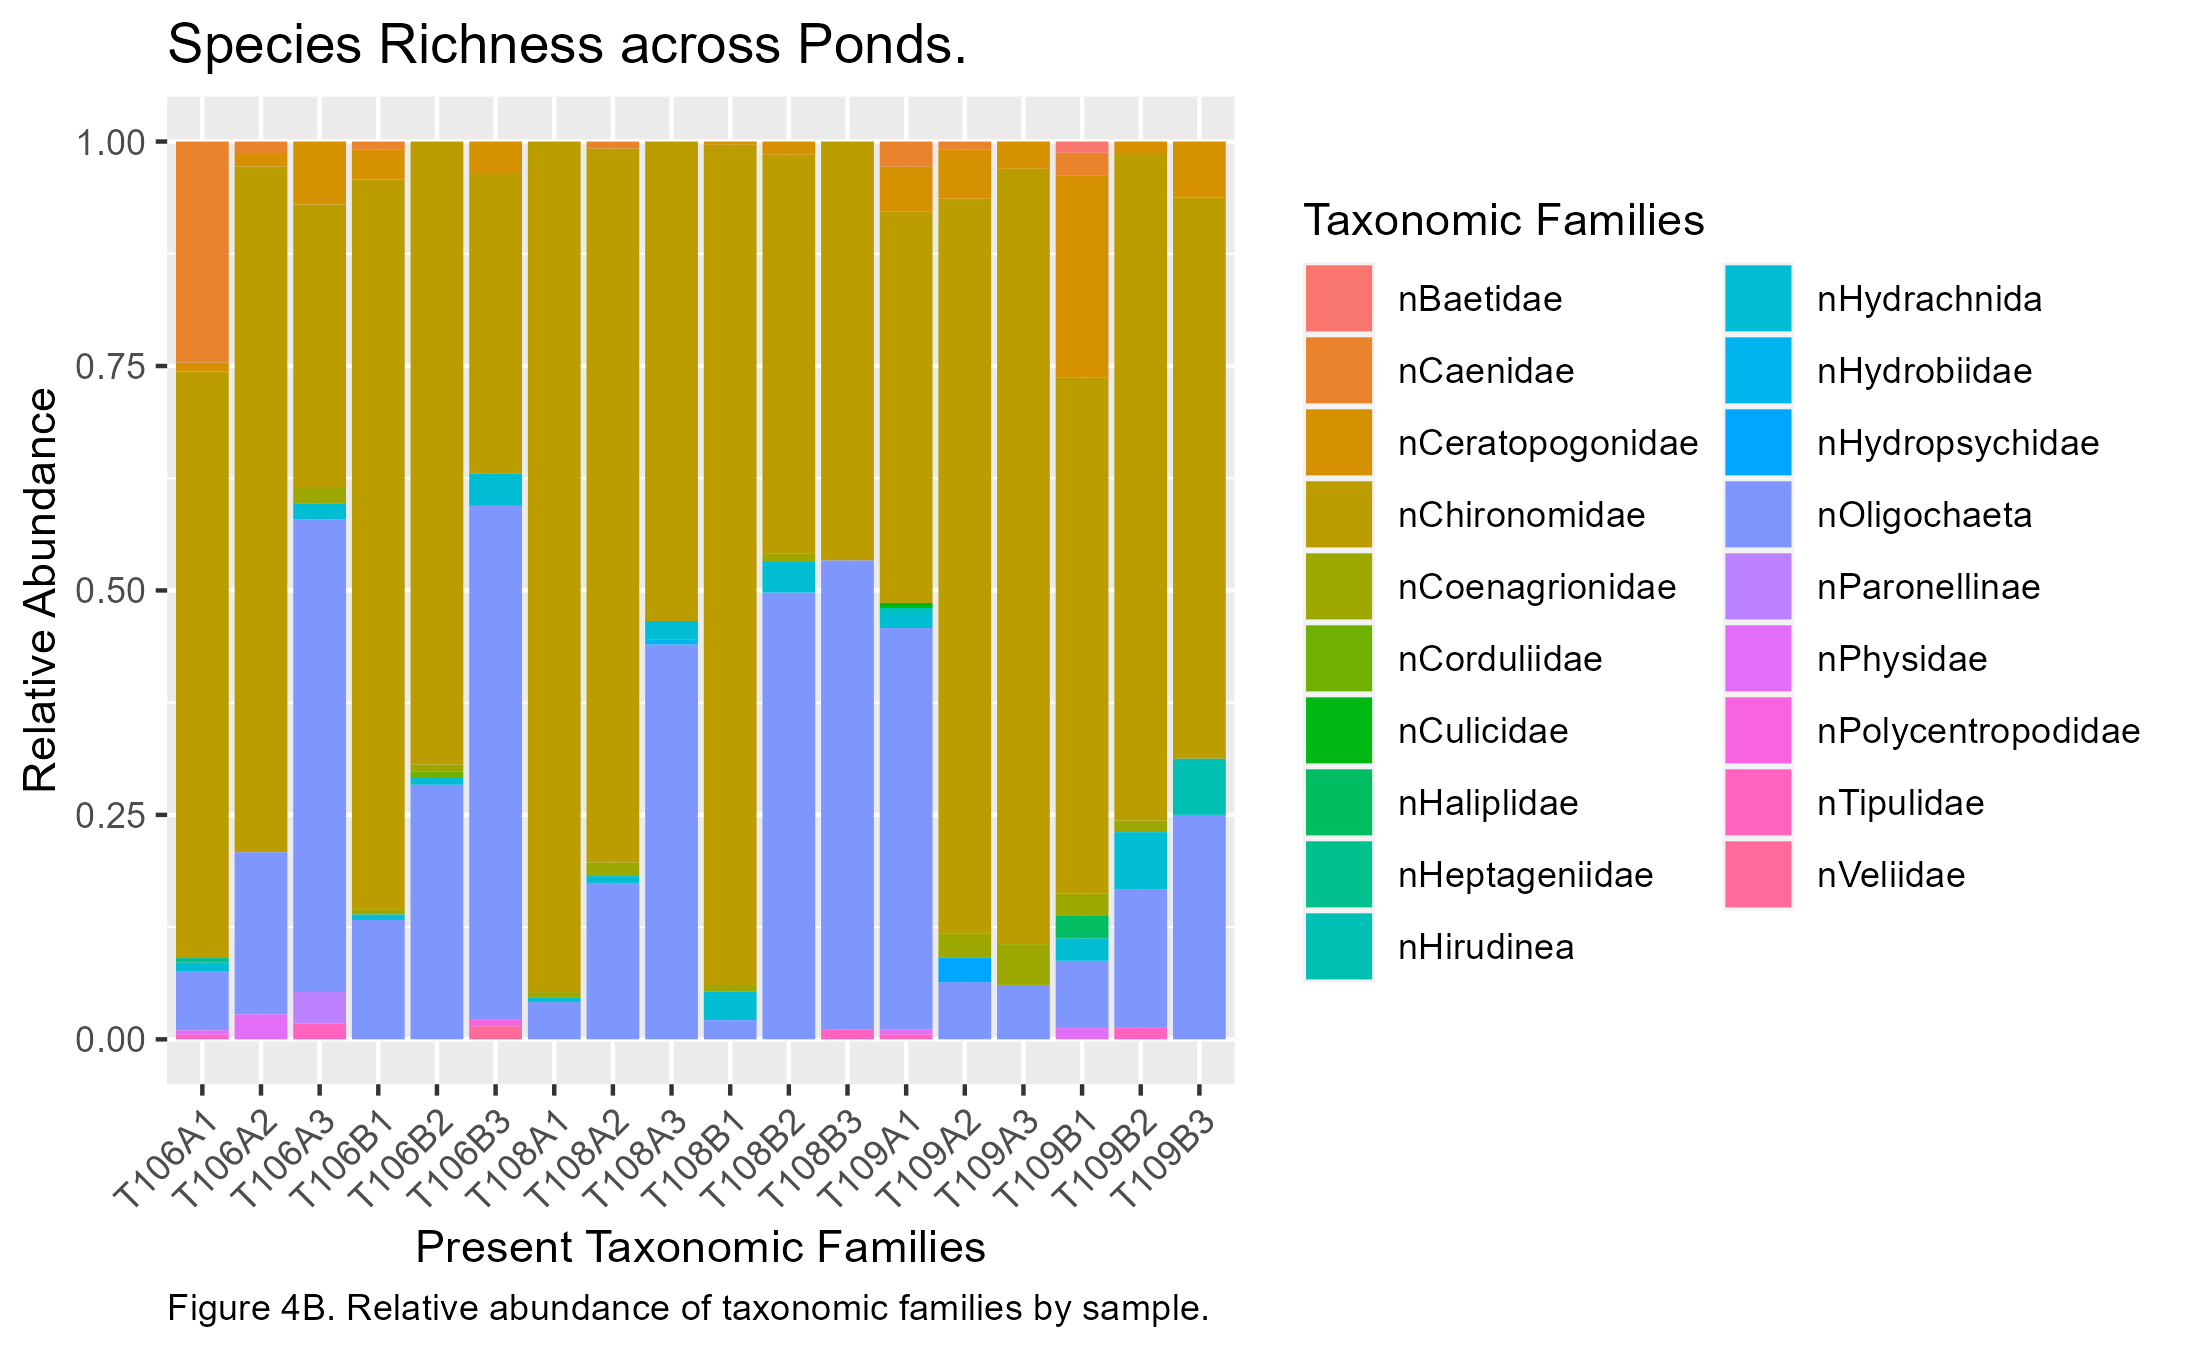 Species Richness across Ponds.
1.00
0.75
0.50
0.25
0.00
Relative Abundance
T106A1
T106A2
T106A3
T106B1
T106B2
T106B3
T108A1
T108A2
T108A3
T108B1
T108B2
T108B3
T109A1
T109A2
T109A3
T109B1
T109B2
T109B3
Present Taxonomic Families
Figure 4B. Relative abundance of taxonomic families by sample.
Taxonomic Families
nBaetidae
nCaenidae
nCeratopogonidae
nChironomidae
nCoenagrionidae
nCorduliidae
nCulicidae
nHaliplidae
nHeptageniidae
nHirudinea
nHydrachnida
nHydrobiidae
nHydropsychidae
nOligochaeta
nParonellinae
nPhysidae
nPolycentropodidae
nTipulidae
nVeliidae